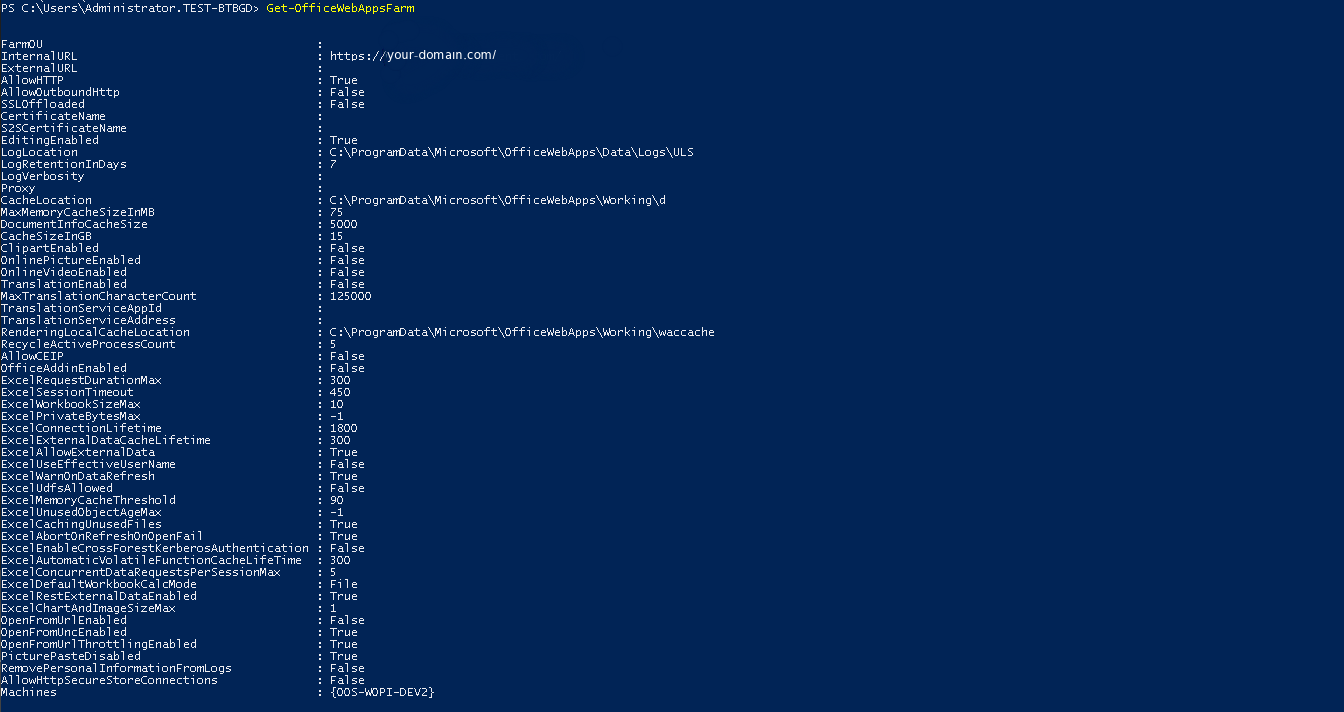 PS C:\Users\Administrator.TEST-BTBGD> Get-OfficeWebAppsFarm
FarmOU :
InternalURL : https://your-domain.com/
ExternalURL :
AllowHTTP : True
AllowOutboundHttp : False
SSLOffloaded : False
CertificateName :
S2SCertificateName :
EditingEnabled : True
LogLocation : C:\ProgramData\Microsoft\OfficeWebApps\Data\Logs\ULS
LogRetentionInDays : 7
LogVerbosity :
Proxy :
CacheLocation : C:\ProgramData\Microsoft\OfficeWebApps\Working\d
MaxMemoryCacheSizeInMB : 75
DocumentInfoCacheSize : 5000
CacheSizeInGB : 15
ClipartEnabled : False
OnlinePictureEnabled : False
OnlineVideoEnabled : False
TranslationEnabled : False
MaxTranslationCharacterCount : 125000
TranslationServiceAppId :
TranslationServiceAddress :
RenderingLocalCacheLocation : C:\ProgramData\Microsoft\OfficeWebApps\Working\waccache
RecycleActiveProcessCount : 5
AllowCEIP : False
OfficeAddinEnabled : False
ExcelRequestDurationMax : 300
ExcelSessionTimeout : 450
ExcelWorkbookSizeMax : 10
ExcelPrivateBytesMax : -1
ExcelConnectionLifetime : 1800
ExcelExternalDataCacheLifetime : 300
ExcelAllowExternalData : True
ExcelUseEffectiveUserName : False
ExcelWarnOnDataRefresh : True
ExcelUdfsAllowed : False
ExcelMemoryCacheThreshold : 90
ExcelUnusedObjectAgeMax : -1
ExcelCachingUnusedFiles : True
ExcelAbortOnRefreshOnOpenFail : True
ExcelEnableCrossForestKerberosAuthentication : False
ExcelAutomaticVolatileFunctionCacheLifeTime : 300
ExcelConcurrentDataRequestsPerSessionMax : 5
ExcelDefaultWorkbookCalcMode : File
ExcelRestExternalDataEnabled : True
ExcelChartAndImageSizeMax : 1
OpenFromUrlEnabled : False
OpenFromUncEnabled : True
OpenFromUrlThrottlingEnabled : True
PicturePasteDisabled : True
RemovePersonalInformationFromLogs : False
AllowHttpSecureStoreConnections : False
Machines : {OOS-WOPI-DEV2}